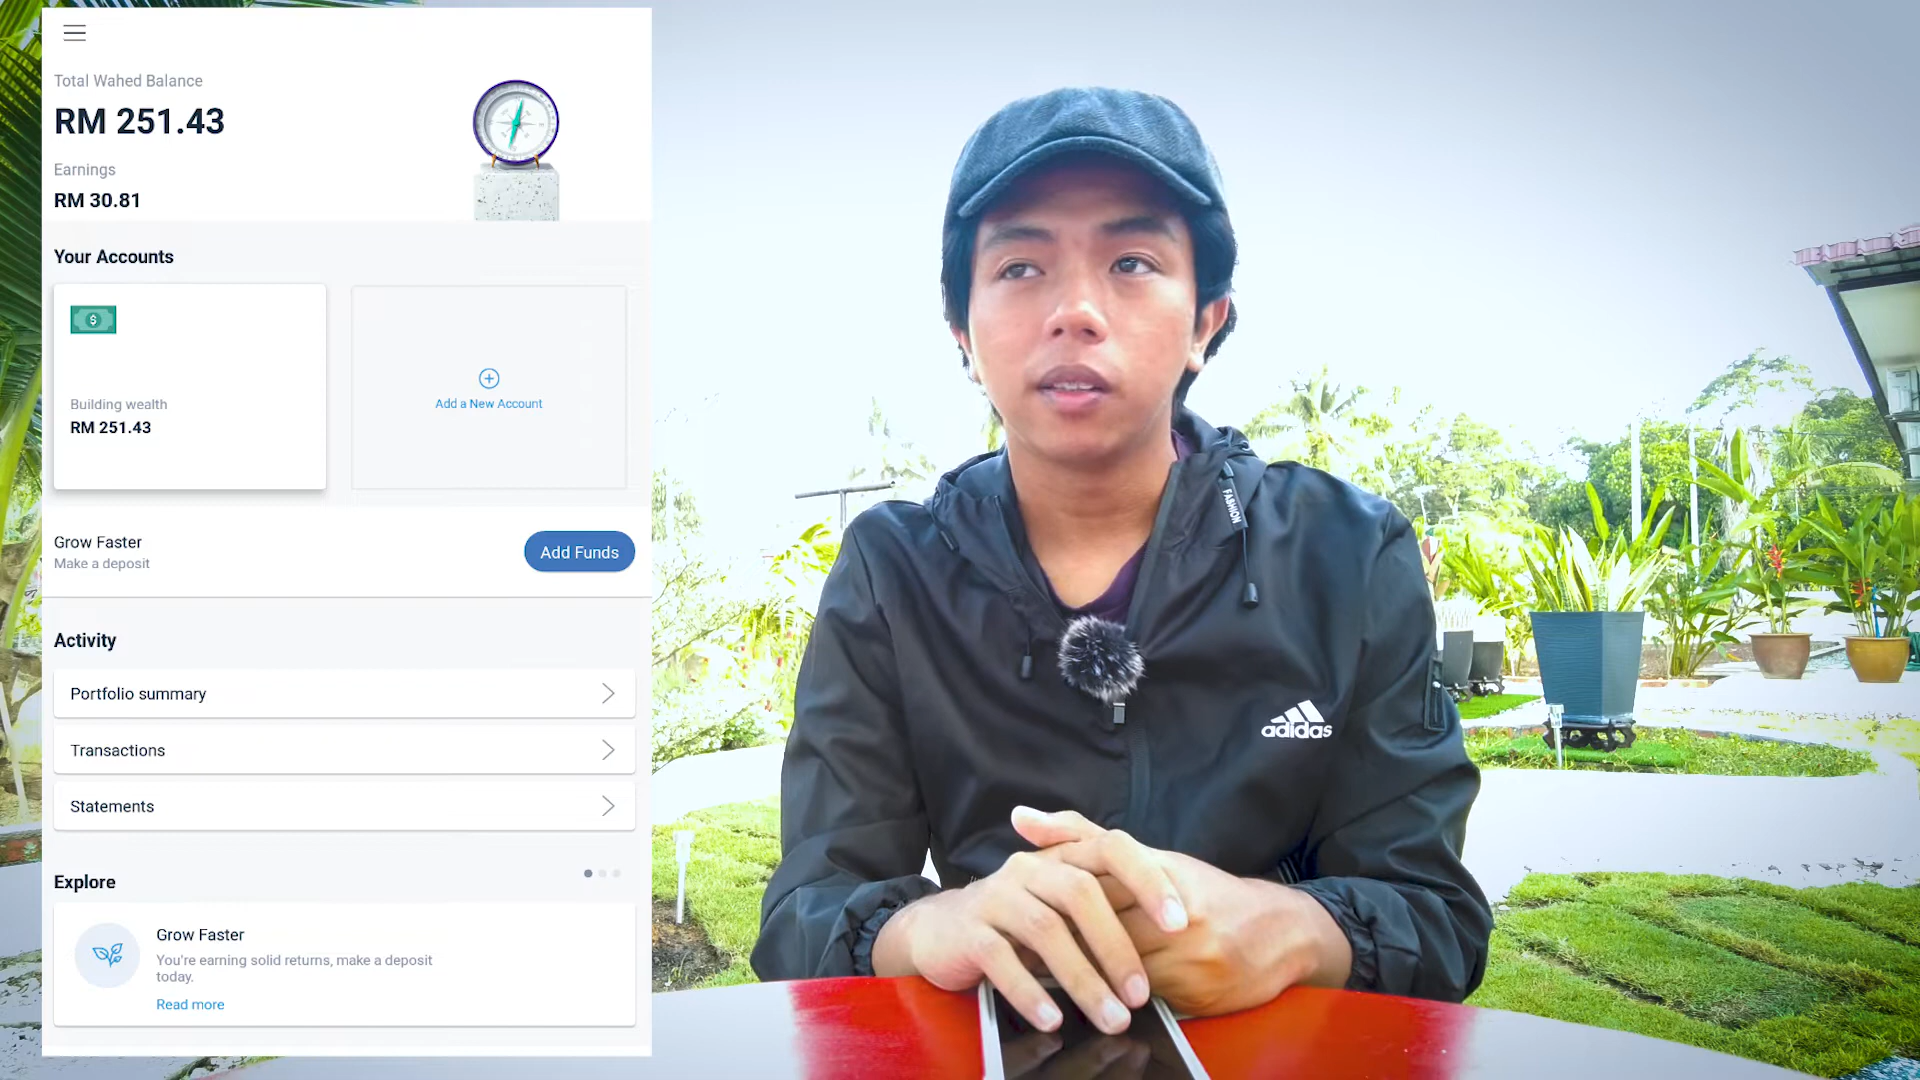 Total Wahed Balance
RM 251.43
Earnings
RM 30.81
Your Accounts
$
Building wealth
RM 251.43
Add a New Account
Grow Faster
Make a deposit
Add Funds
Activity
Portfolio summary
Transactions
Statements
Explore
Grow Faster
You're earning solid returns, make a deposit
today.
Read more
FASHION
adidas